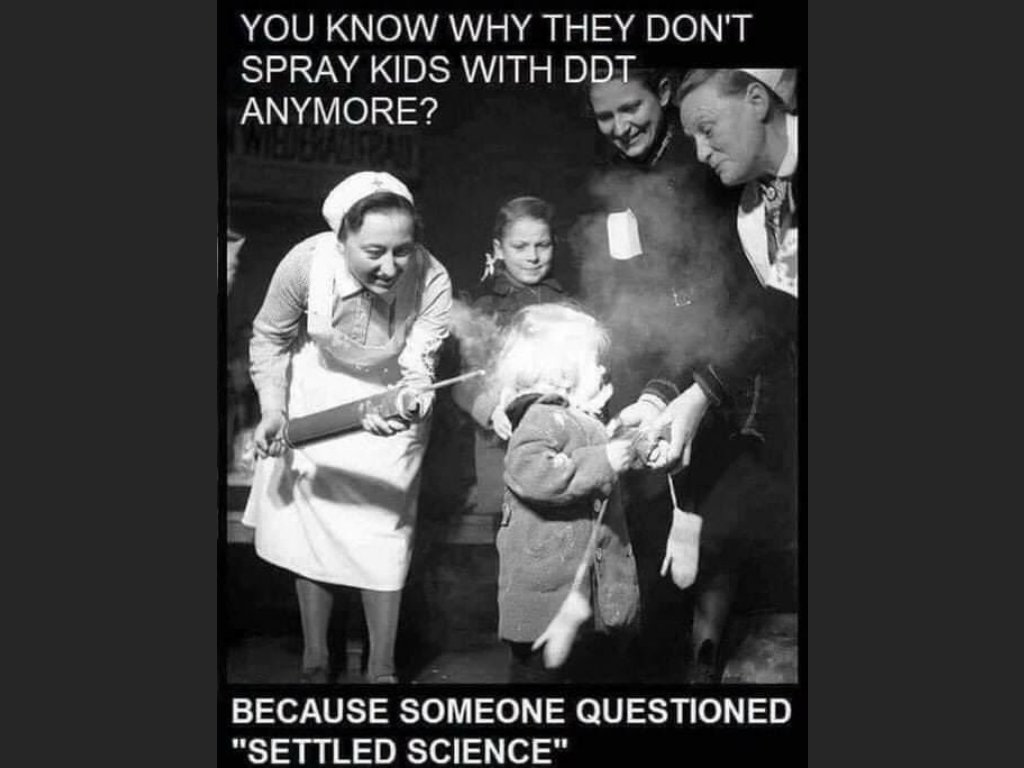 YOU KNOW WHY THEY DON'T
SPRAY KIDS WITH DDT
ANYMORE?
BECAUSE SOMEONE QUESTIONED
"SETTLED SCIENCE"